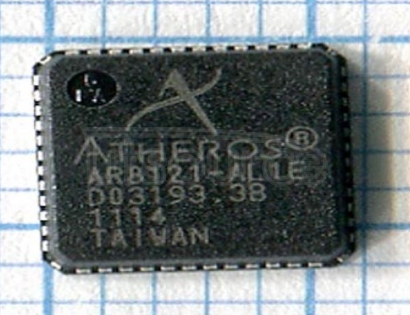 ATHEROS®
AR8121-AL1E
D03193.3B
1114
TAIWAN